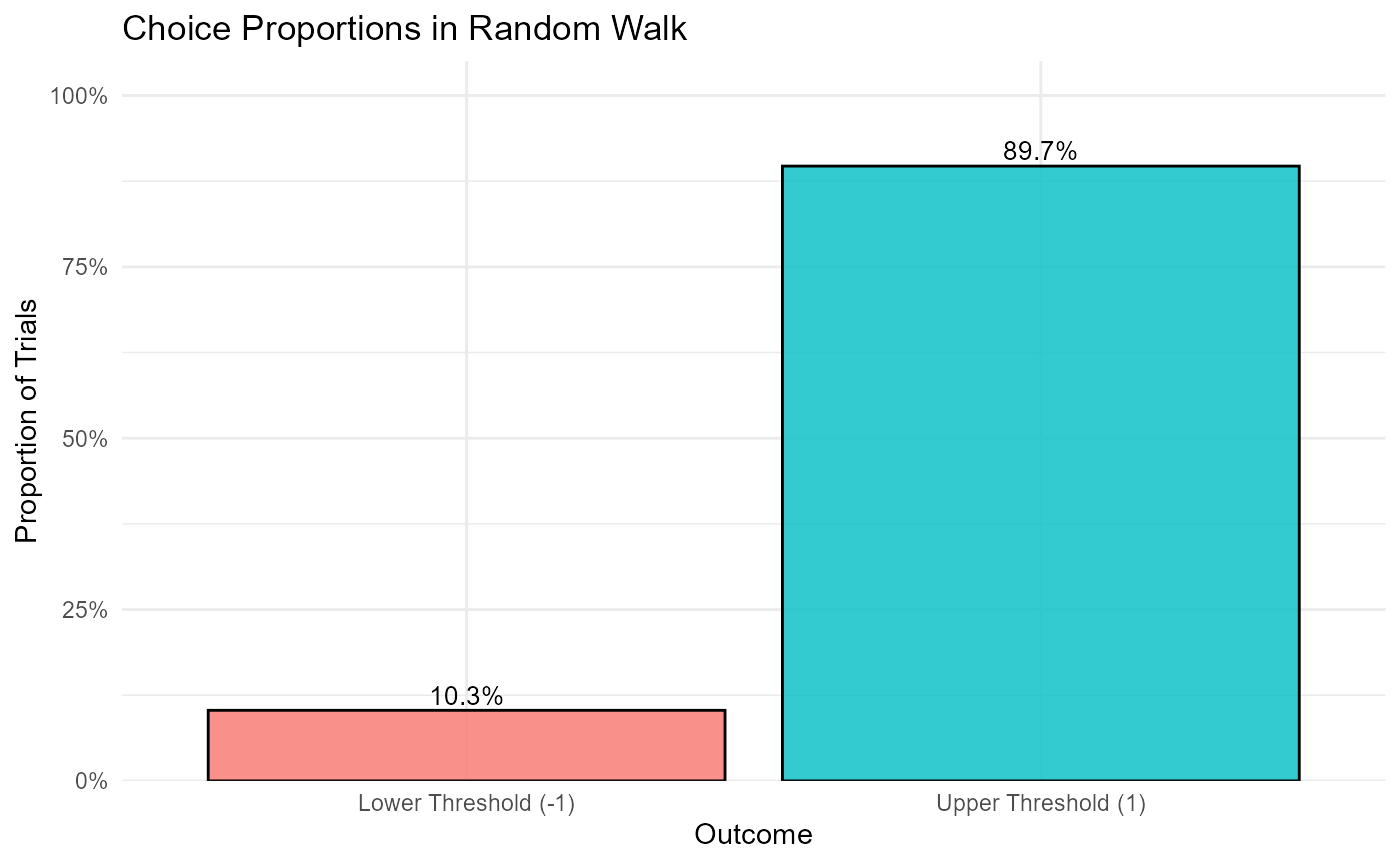 Choice Proportions in Random Walk
100%
75%
50%
25%
0%
Proportion of Trials
89.7%
10.3%
Lower Threshold (-1)
Upper Threshold (1)
Outcome